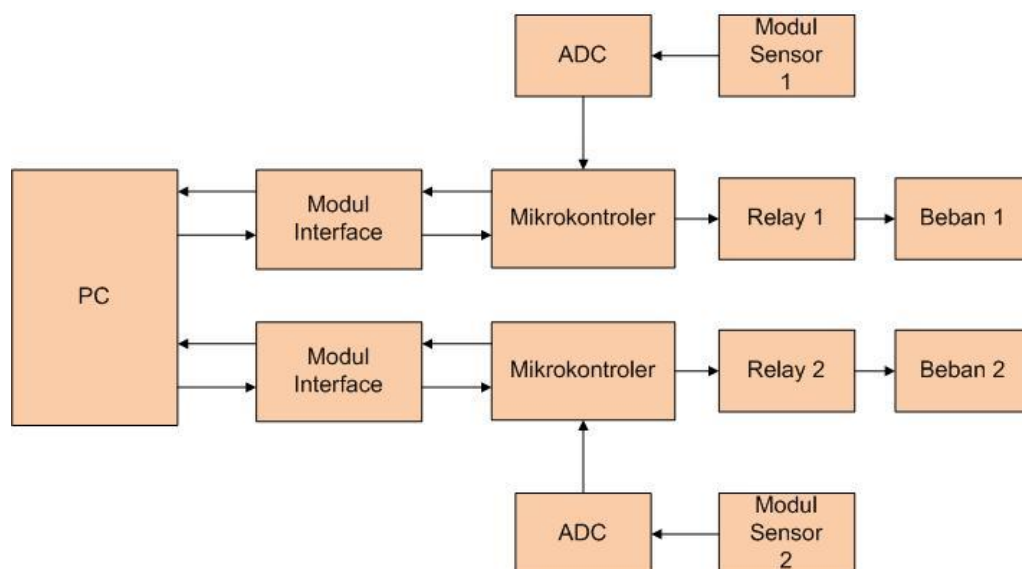 ADC
Modul
Sensor
1
PC
Modul
Interface
Mikrokontroler
Relay 1
Beban 1
Modul
Interface
Mikrokontroler
Relay 2
Beban 2
ADC
Modul
Sensor
2